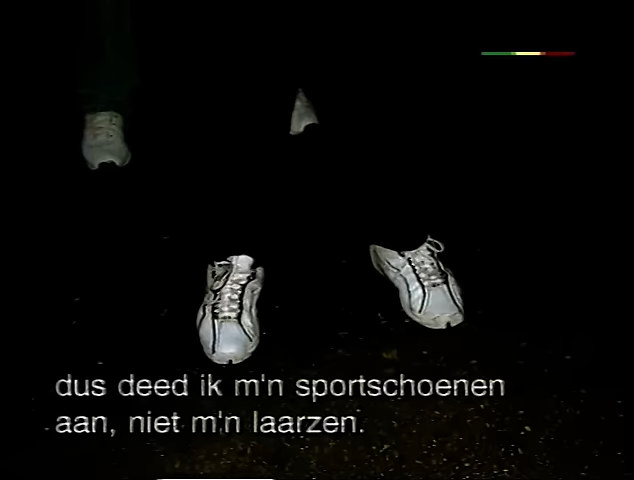 dus deed ik m'n sportschoenen
aan, niet m'n laarzen.